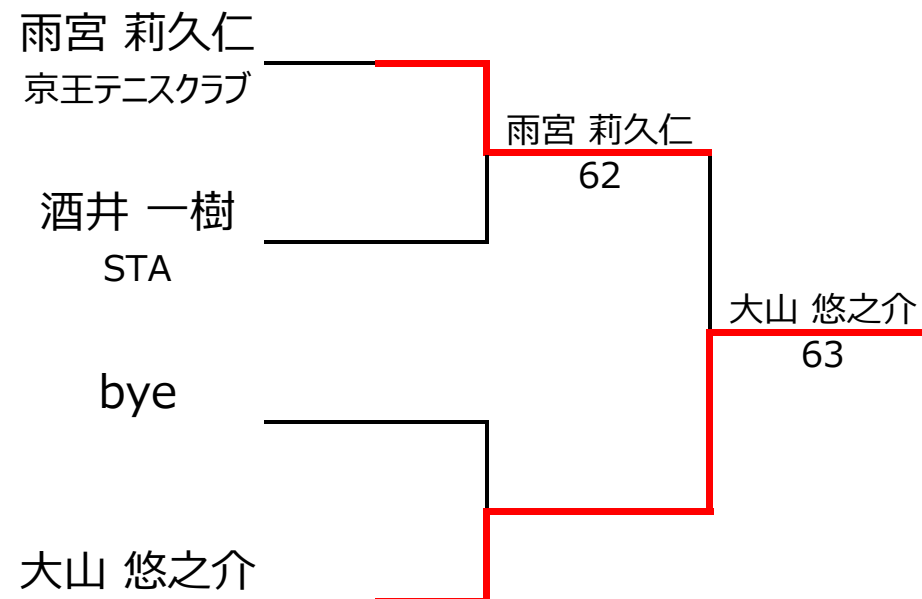 雨宮 莉久仁
京王テニスクラブ
雨宮 莉久仁
62
酒井 一樹
STA
大山 悠之介
63
bye
大山 悠之介